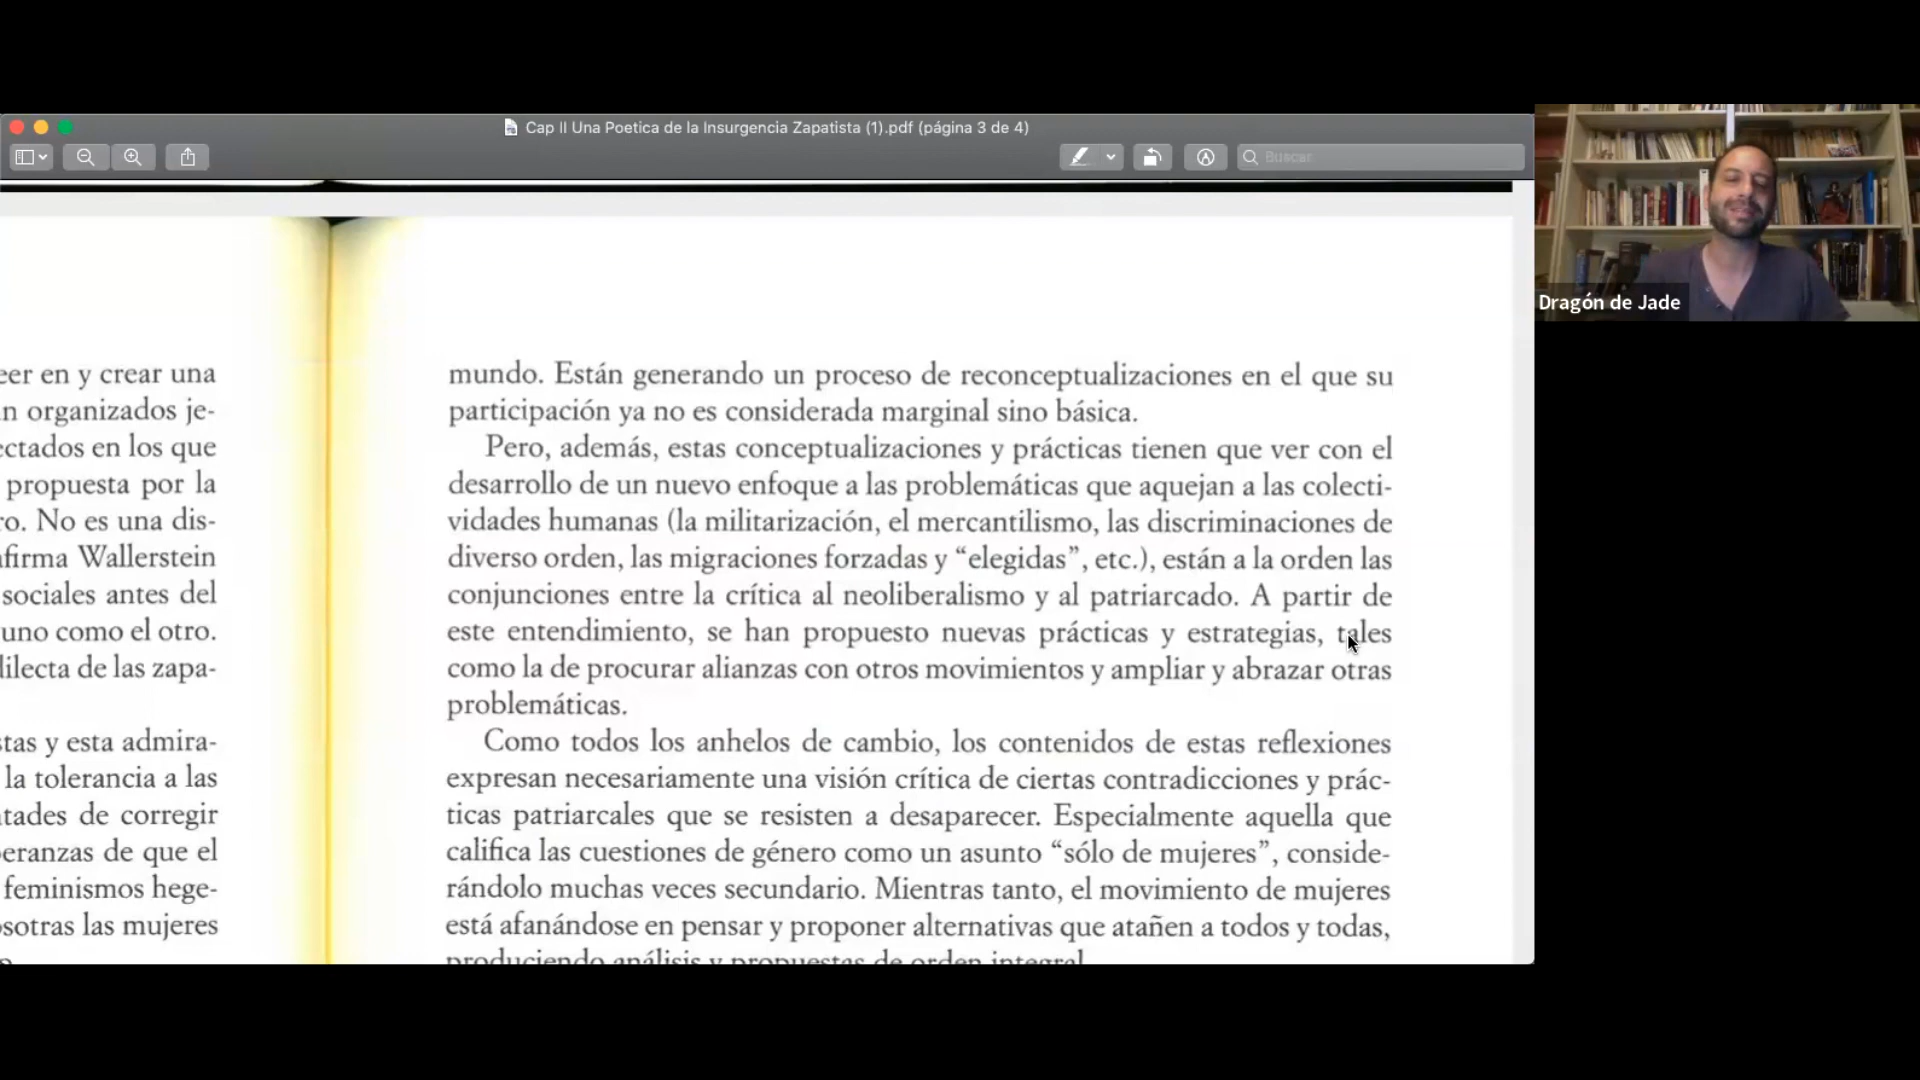 Cap II Una Poetica de la Insurgencia Zapatista (1).pdf (página 3 de 4)
Buscar
Dragón de Jade
y crear una
organizados je-
en los que
propuesta por la
No es una dis-
Wallerstein
sociales antes del
uno como el otro.
de las zapa-
y esta admira-
la tolerancia a las
de corregir
de que el
feminismos hege-
las mujeres
mundo. Están generando un proceso de reconceptualizaciones en el que su
participación ya no es considerada marginal sino básica.
Pero, además, estas conceptualizaciones y prácticas tienen que ver con el
desarrollo de un nuevo enfoque a las problemáticas que aquejan a las colecti-
vidades humanas (la militarización, el mercantilismo, las discriminaciones de
diverso orden, las migraciones forzadas y “elegidas”, etc.), están a la orden las
conjunciones entre la crítica al neoliberalismo y al patriarcado. A partir de
este entendimiento, se han propuesto nuevas prácticas y estrategias, tales
como la de procurar alianzas con otros movimientos y ampliar y abrazar otras
problemáticas.
Como todos los anhelos de cambio, los contenidos de estas reflexiones
expresan necesariamente una visión crítica de ciertas contradicciones y prác-
ticas patriarcales que se resisten a desaparecer. Especialmente aquella que
califica las cuestiones de género como un asunto “sólo de mujeres”, conside-
rándolo muchas veces secundario. Mientras tanto, el movimiento de mujeres
está afanándose en pensar y proponer alternativas que atañen a todos y todas,
produciendo análisis y propuestas de orden integral.